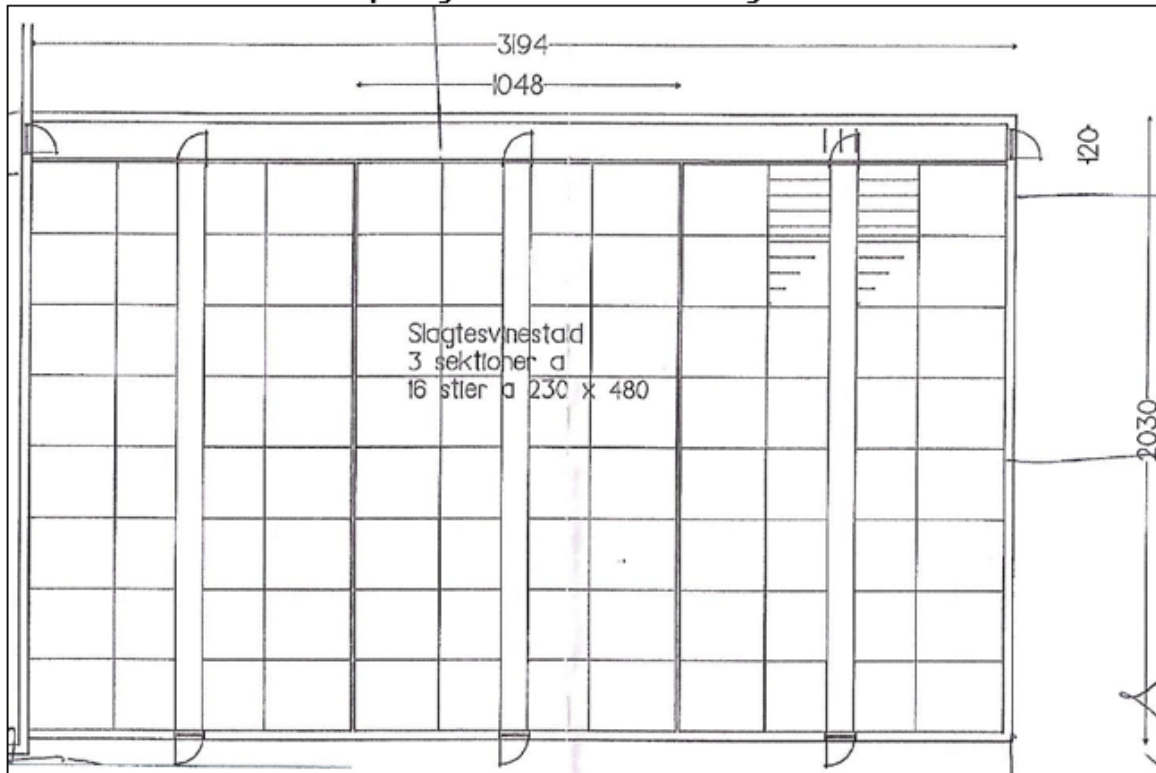 3194
1048
120
Slagtesvinestald
3 sektioner a
16 stier a 230 x 480
2030